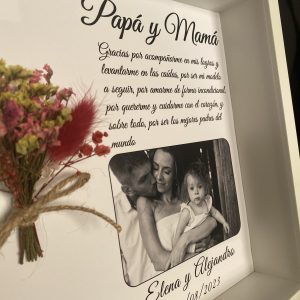 Papá y Mamá
Gracias por acompañarme en mis logros y
levantarme en las caídas, por ser mi modelo
a seguir, por amarme de forma incondicional,
por quererme y cuidarme con el corazón, y
sobre todo, por ser los mejores padres del
mundo
Elena y Alejandro
/08/2023